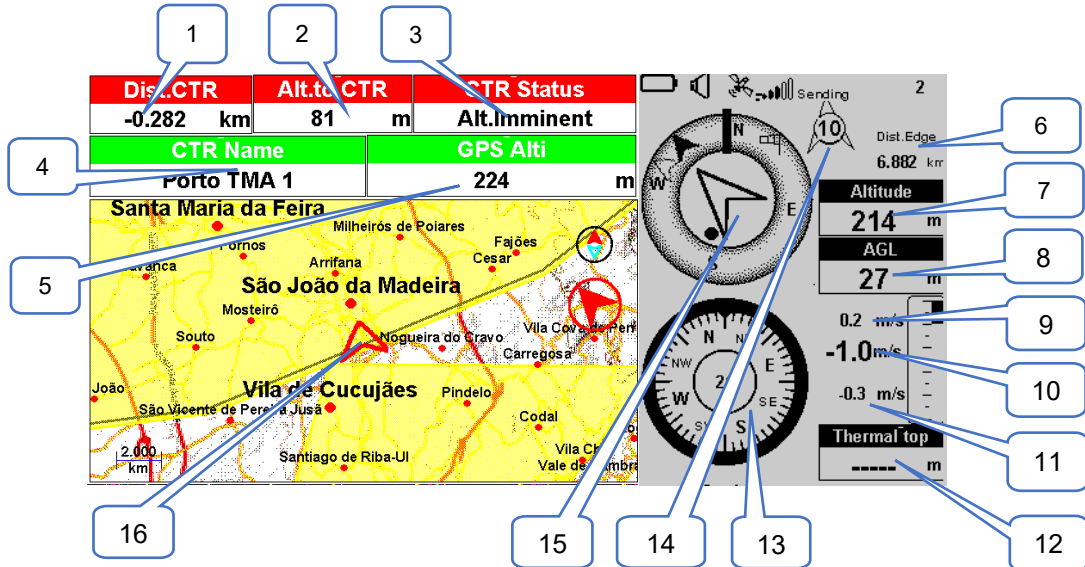 1
2
3
Dist.CTR
Alt.to CTR
CTR Status
-0.282 km
81 m
Alt.Imminent
4
CTR Name
GPS Alti
Porto TMA 1
224 m
5
Santa Maria da Feira
Milheirós de Poiares
Fornos
Fajões
Cesar
Arrifana
São João da Madeira
Mosteirô
Souto
Nogueira do Cravo
Carregosa
João
Vila de Cucujães
Pindelo
São Vicente de Pereira Jusã
Codal
Santiago de Riba-Ul
2.000
km
16
Sending
2
10
N
W
E
S
Dist.Edge
6.882 km
6
Altitude
214 m
7
AGL
27 m
8
0.2 m/s
9
-1.0 m/s
10
-0.3 m/s
11
Thermal top
----- m
12
N
NW
E
W
SE
S
2
15
14
13